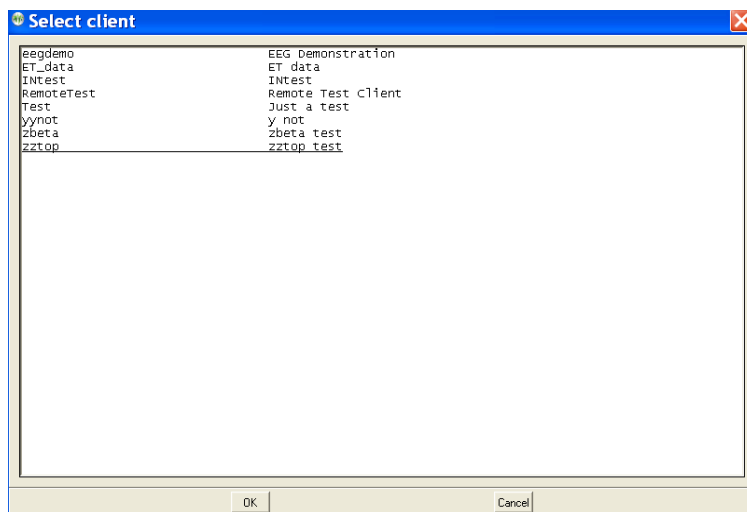 Select client
eegdemo EEG Demonstration
ET_data ET data
INtest INtest
RemoteTest Remote Test Client
Test Just a test
yynot y not
zbeta zbeta test
zztop zztop test
OK Cancel